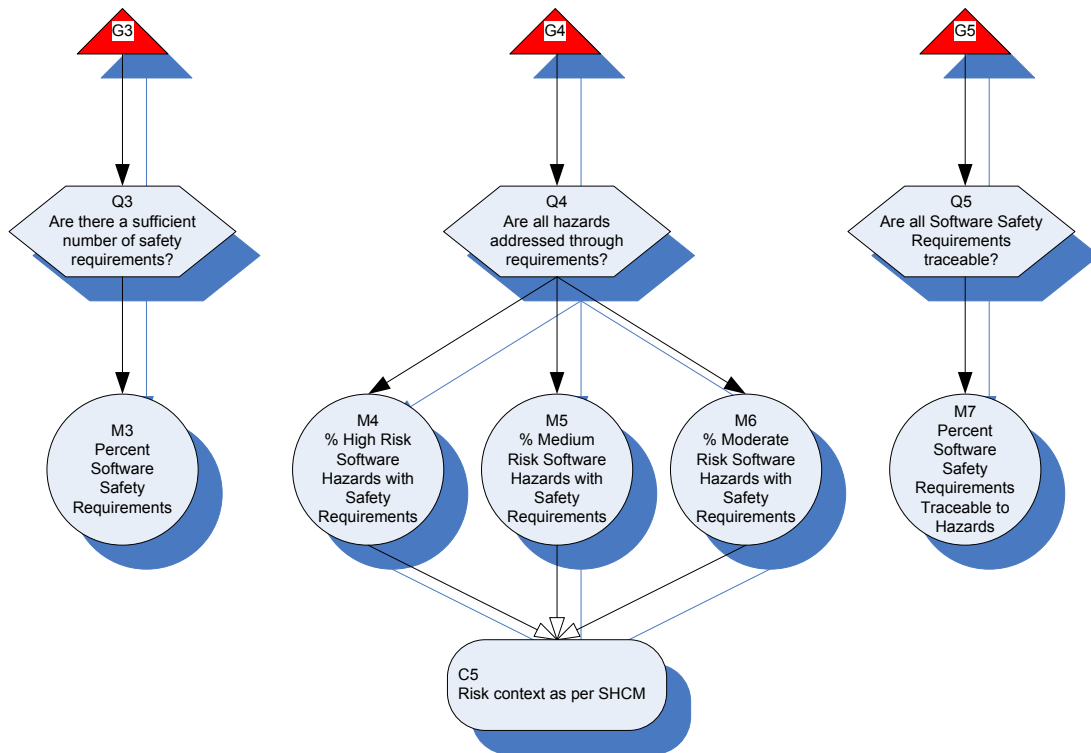 G3
G4
G5
Q3
Are there a sufficient
number of safety
requirements?
Q4
Are all hazards
addressed through
requirements?
Q5
Are all Software Safety
Requirements
traceable?
M3
Percent
Software
Safety
Requirements
M4
% High Risk
Software
Hazards with
Safety
Requirements
M5
% Medium
Risk Software
Hazards with
Safety
Requirements
M6
% Moderate
Risk Software
Hazards with
Safety
Requirements
M7
Percent
Software
Safety
Requirements
Traceable to
Hazards
C5
Risk context as per SHCM